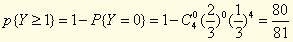 p{Y ≥ 1} = 1 − P{Y = 0} = 1 − C₄⁰(2/3)⁰(1/3)⁴ = 80/81